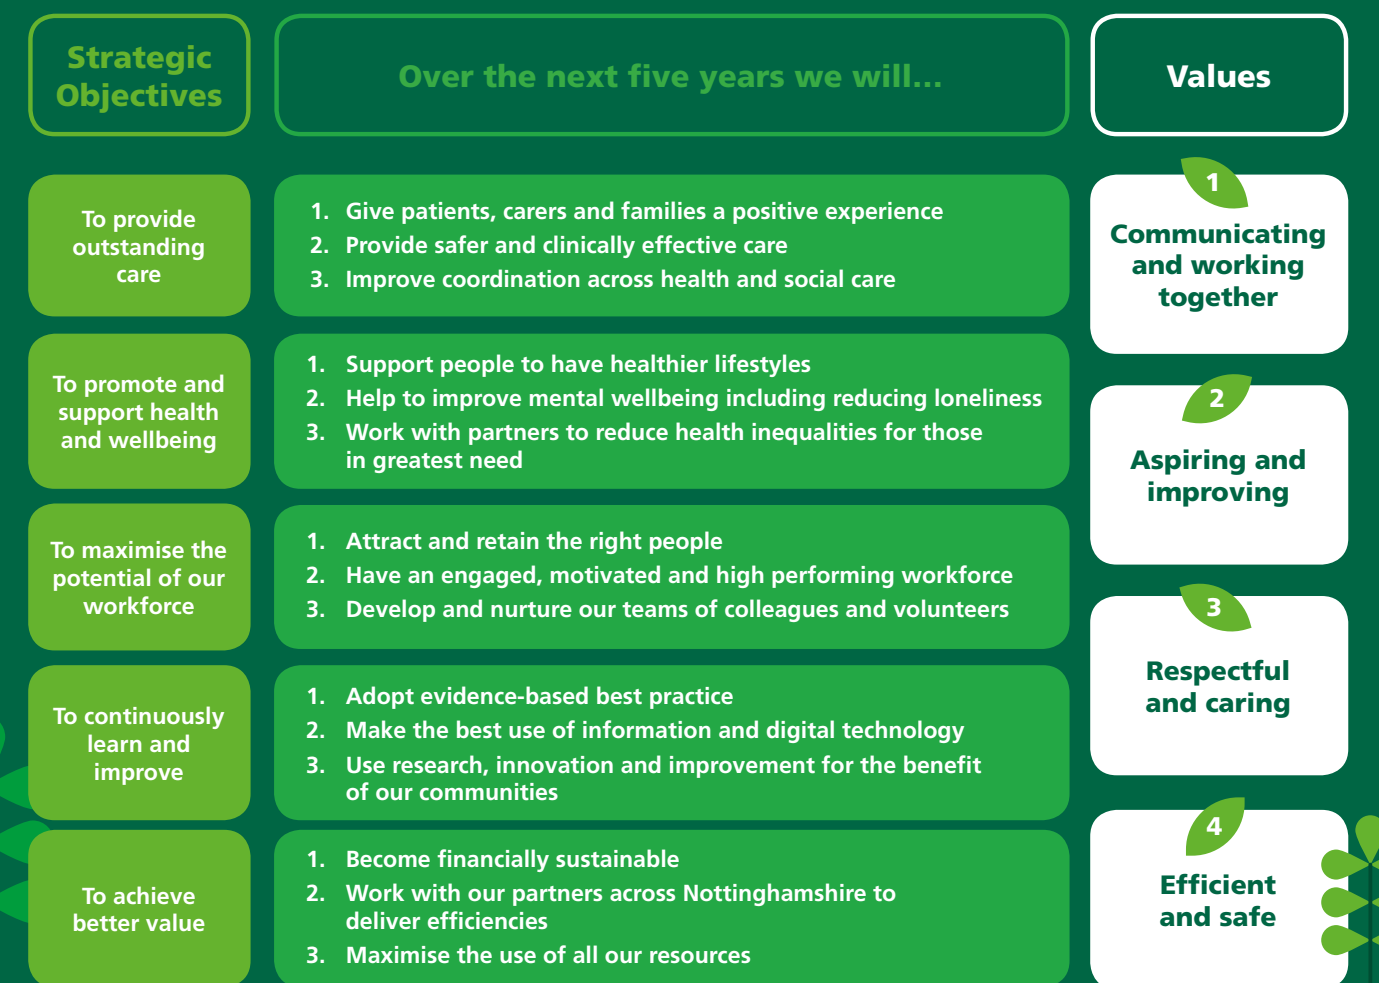 Strategic
Objectives
Over the next five years we will...
Values
To provide
outstanding
care
1. Give patients, carers and families a positive experience
2. Provide safer and clinically effective care
3. Improve coordination across health and social care
To promote and
support health
and wellbeing
1. Support people to have healthier lifestyles
2. Help to improve mental wellbeing including reducing loneliness
3. Work with partners to reduce health inequalities for those
in greatest need
To maximise the
potential of our
workforce
1. Attract and retain the right people
2. Have an engaged, motivated and high performing workforce
3. Develop and nurture our teams of colleagues and volunteers
To continuously
learn and
improve
1. Adopt evidence-based best practice
2. Make the best use of information and digital technology
3. Use research, innovation and improvement for the benefit
of our communities
To achieve
better value
1. Become financially sustainable
2. Work with our partners across Nottinghamshire to
deliver efficiencies
3. Maximise the use of all our resources
1
Communicating
and working
together
2
Aspiring and
improving
3
Respectful
and caring
4
Efficient
and safe